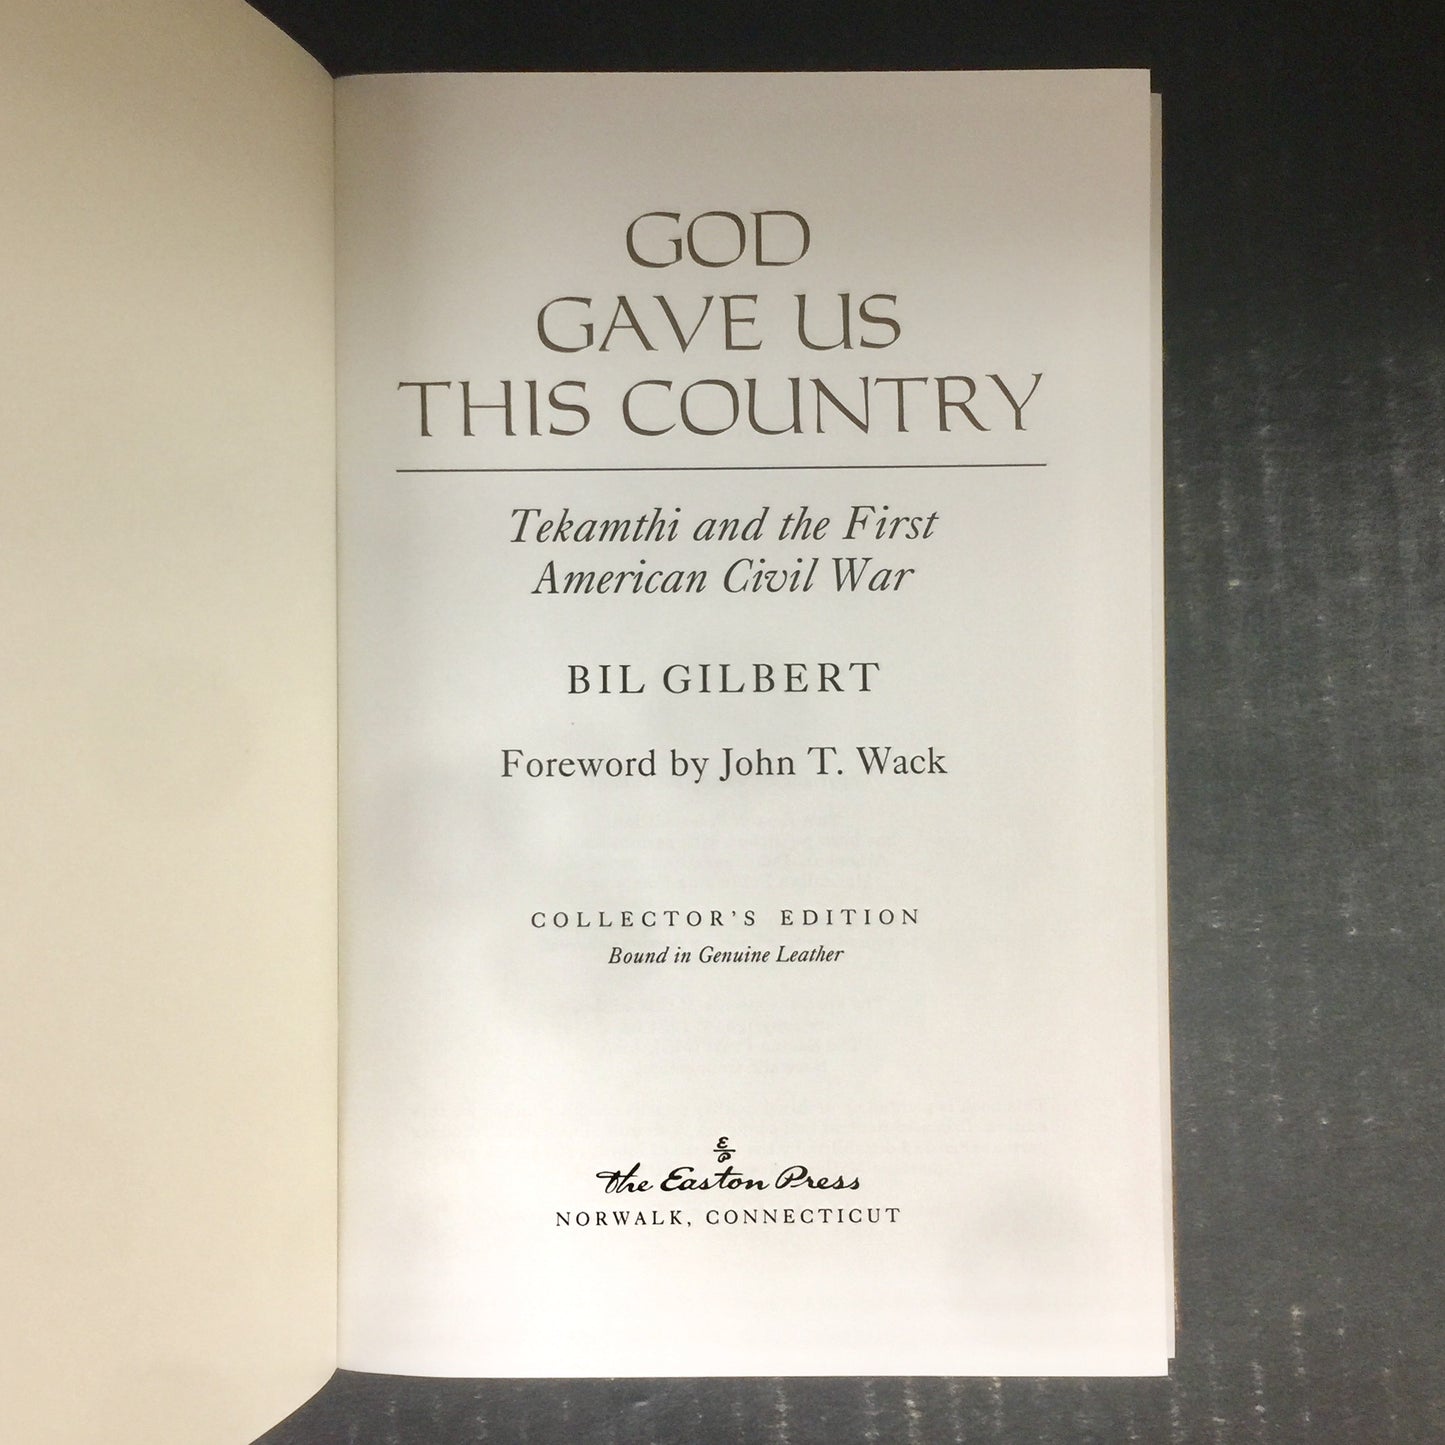 GOD
GAVE US
THIS COUNTRY
Tekamthi and the First
American Civil War
BIL GILBERT
Foreword by John T. Wack
COLLECTOR'S EDITION
Bound in Genuine Leather
E
P
The Easton Press
NORWALK, CONNECTICUT